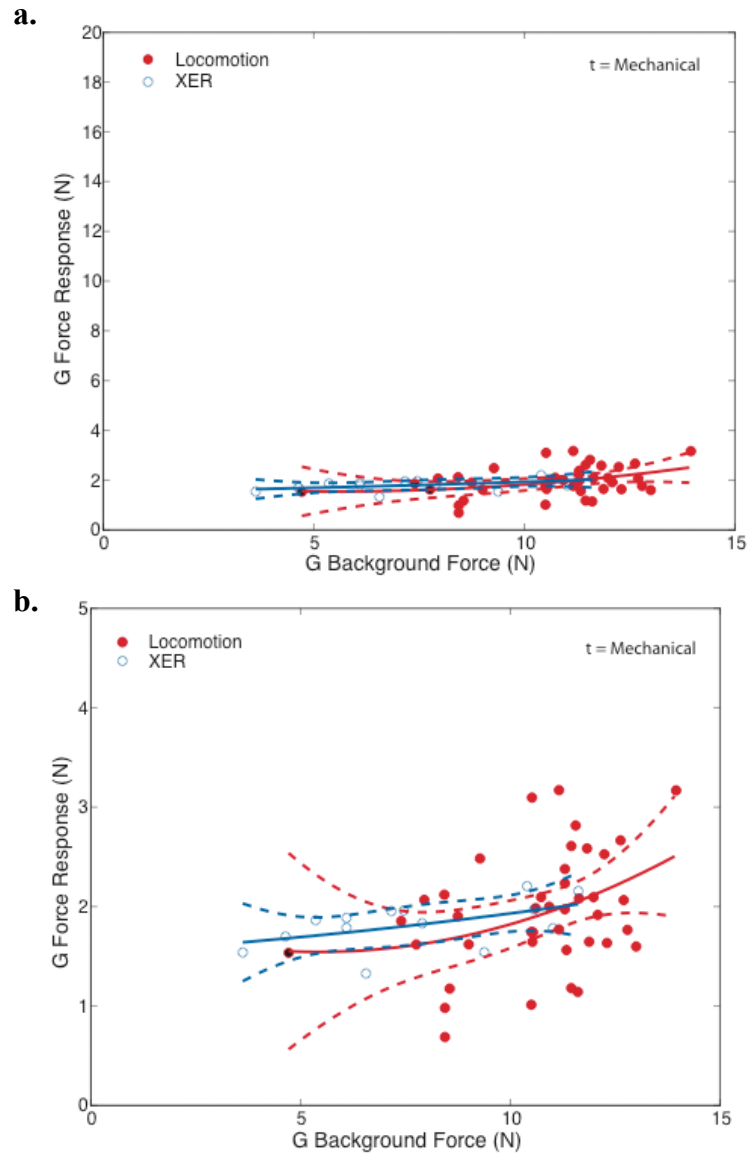 a.
20
18
16
14
12
10
8
6
4
2
0
G Force Response (N)
Locomotion
XER
t = Mechanical
0
5
10
15
G Background Force (N)
b.
5
4
3
2
1
0
G Force Response (N)
Locomotion
XER
t = Mechanical
0
5
10
15
G Background Force (N)